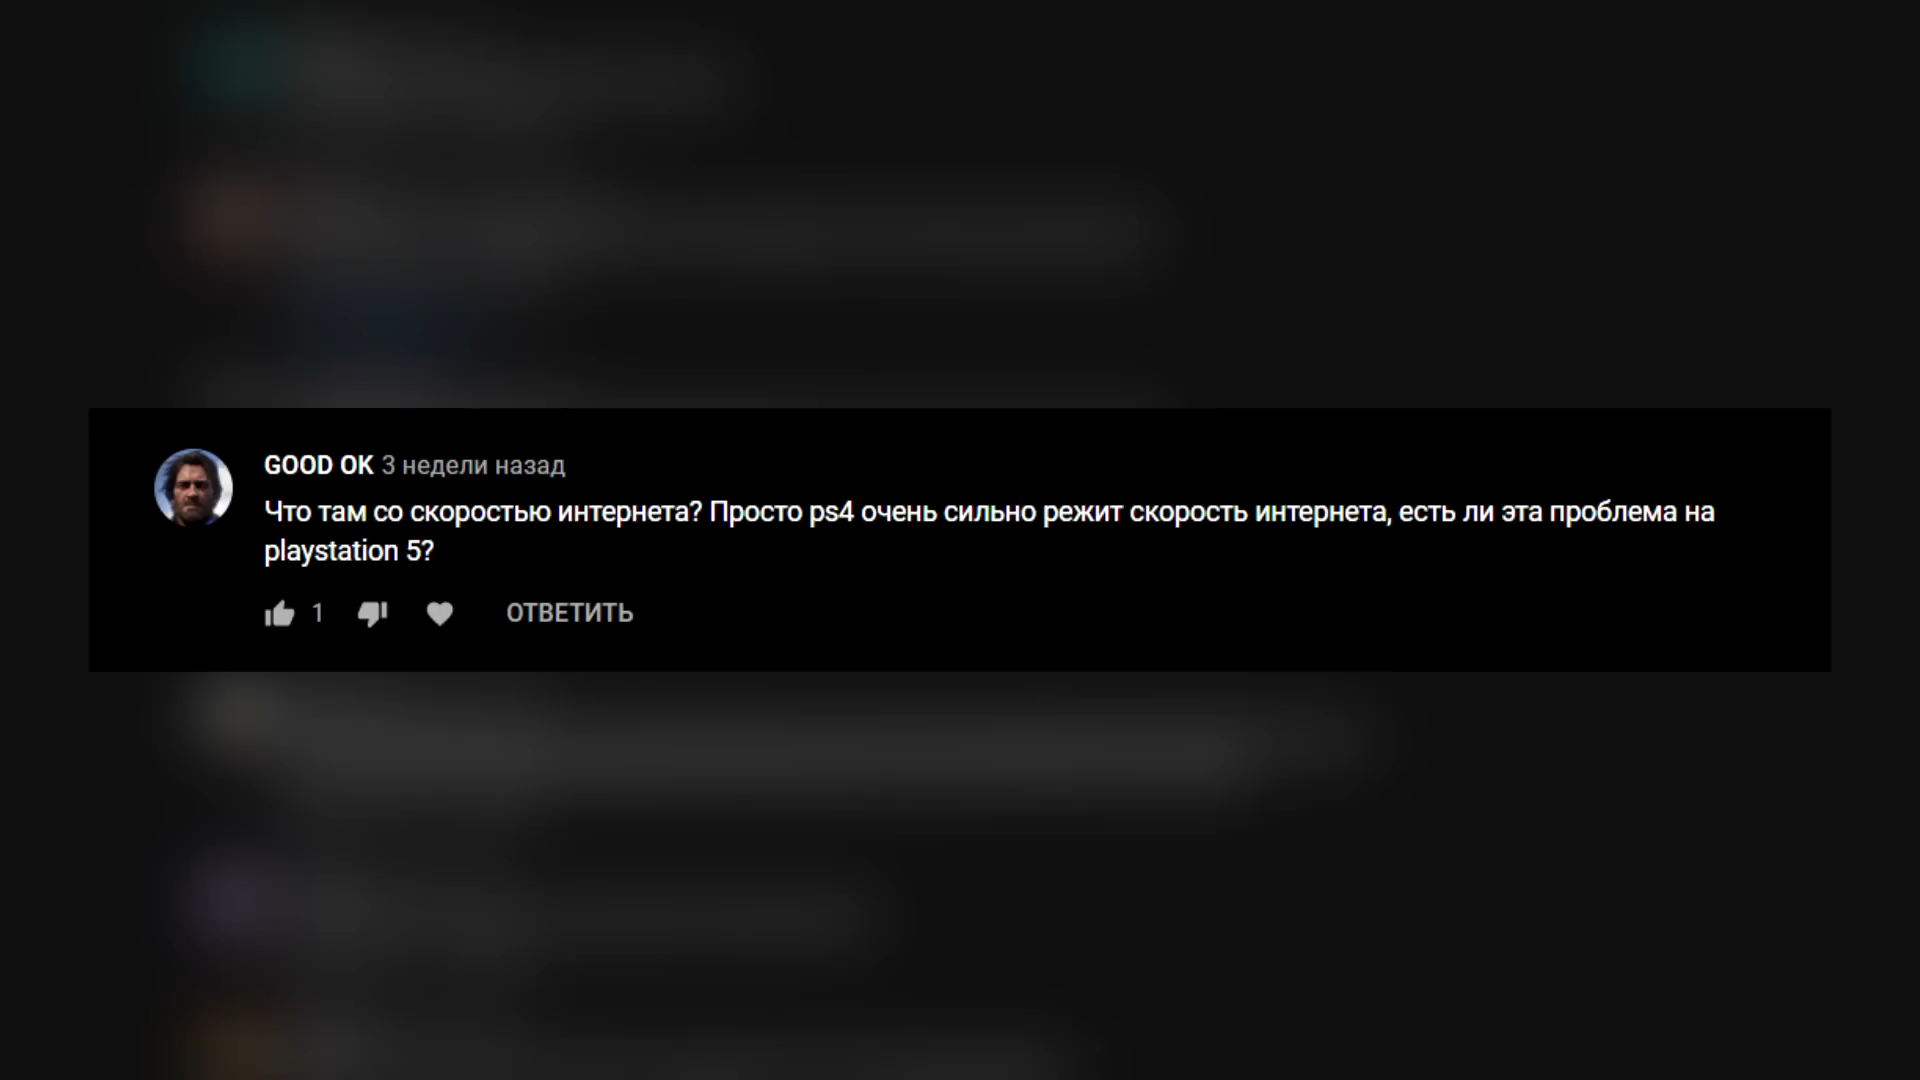 GOOD OK 3 недели назад
Что там со скоростью интернета? Просто ps4 очень сильно режит скорость интернета, есть ли эта проблема на
playstation 5?
1 ОТВЕТИТЬ